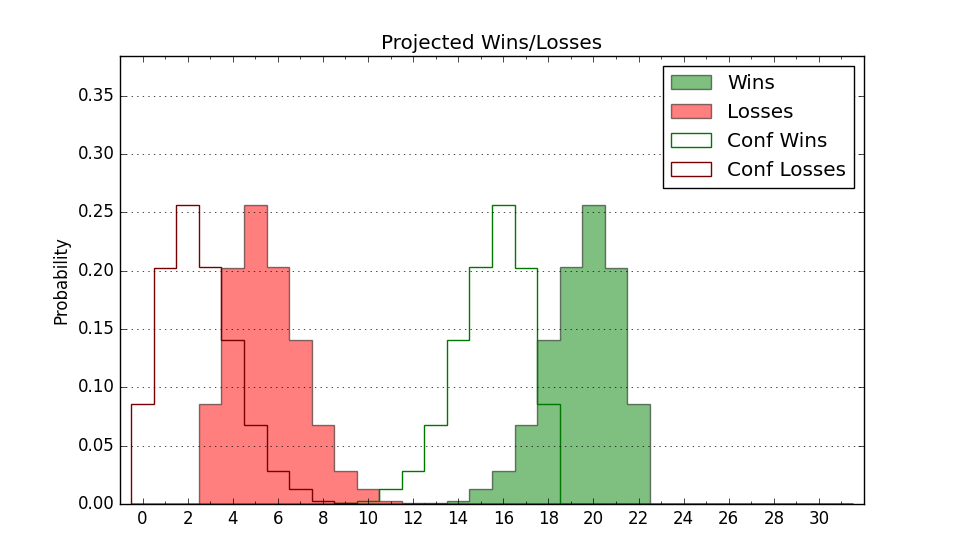 Projected Wins/Losses
Probability
0.35
0.30
0.25
0.20
0.15
0.10
0.05
0.00
0 2 4 6 8 10 12 14 16 18 20 22 24 26 28 30
Wins
Losses
Conf Wins
Conf Losses